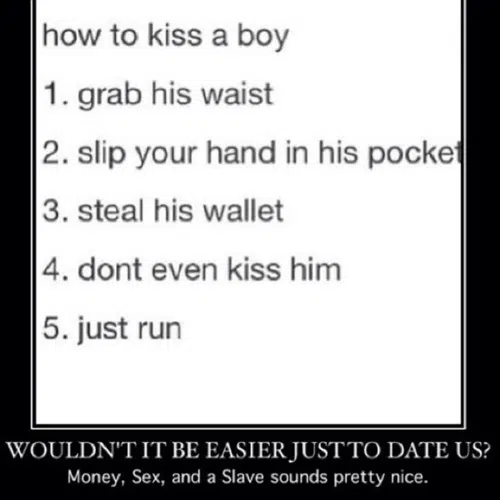 how to kiss a boy
1. grab his waist
2. slip your hand in his pocket
3. steal his wallet
4. dont even kiss him
5. just run
WOULDN'T IT BE EASIER JUST TO DATE US?
Money, Sex, and a Slave sounds pretty nice.